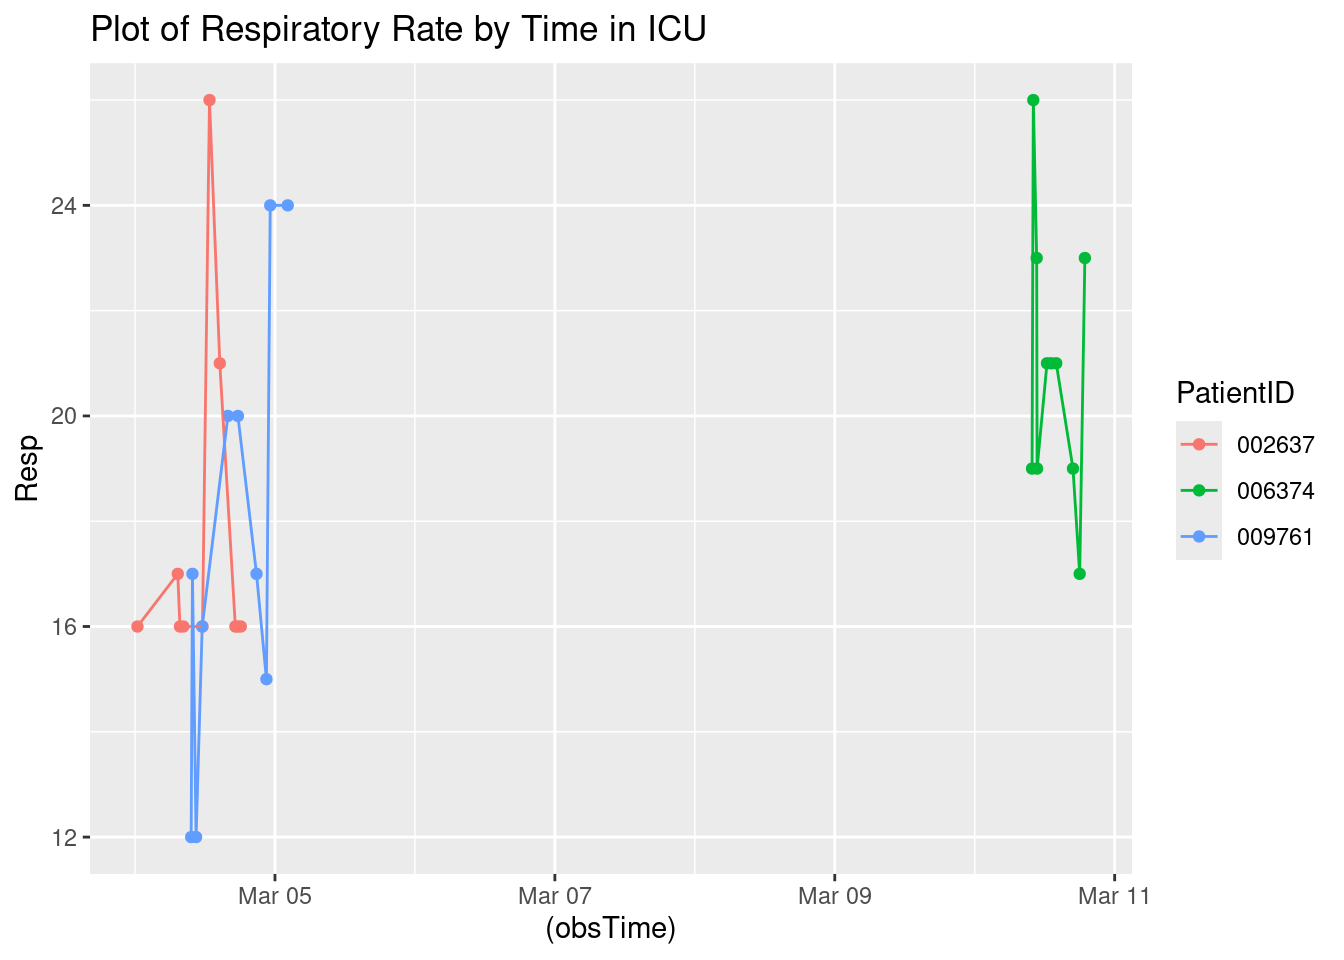 Plot of Respiratory Rate by Time in ICU
Resp
24
20
16
12
Mar 05 Mar 07 Mar 09 Mar 11
(obsTime)
PatientID
002637
006374
009761